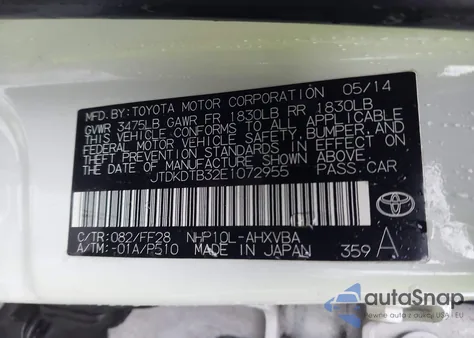 MFD. BY: TOYOTA MOTOR CORPORATION 05/14
GVWR 3475LB GAWR FR 1830LB RR 1830LB
THIS VEHICLE CONFORMS TO ALL APPLICABLE
FEDERAL MOTOR VEHICLE SAFETY, BUMPER, AND
THEFT PREVENTION STANDARDS IN EFFECT ON
THE DATE OF MANUFACTURE SHOWN ABOVE.
JTDKDTB32E1072955 PASS. CAR
C/TR: 082/FF28 NHP10L-AHXVBA
A/TM: -01A/P510 MADE IN JAPAN 359 A
TOYOTA
autoSnap